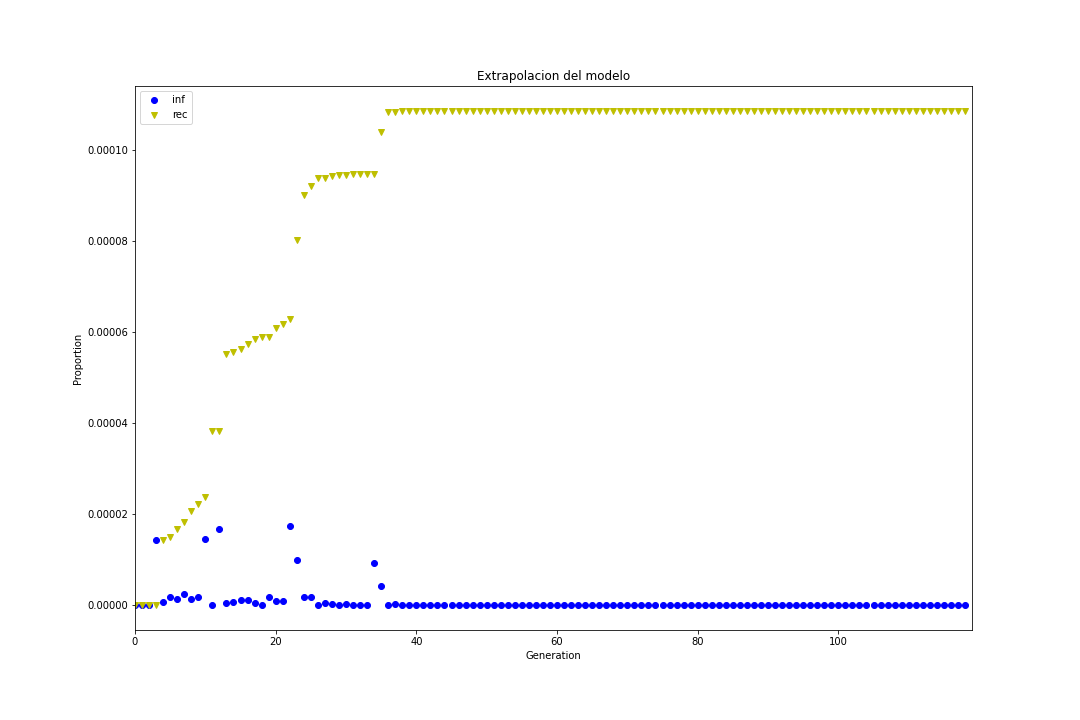 Extrapolacion del modelo
inf
rec
0.00010
0.00008
0.00006
0.00004
0.00002
0.00000
Proportion
0 20 40 60 80 100
Generation